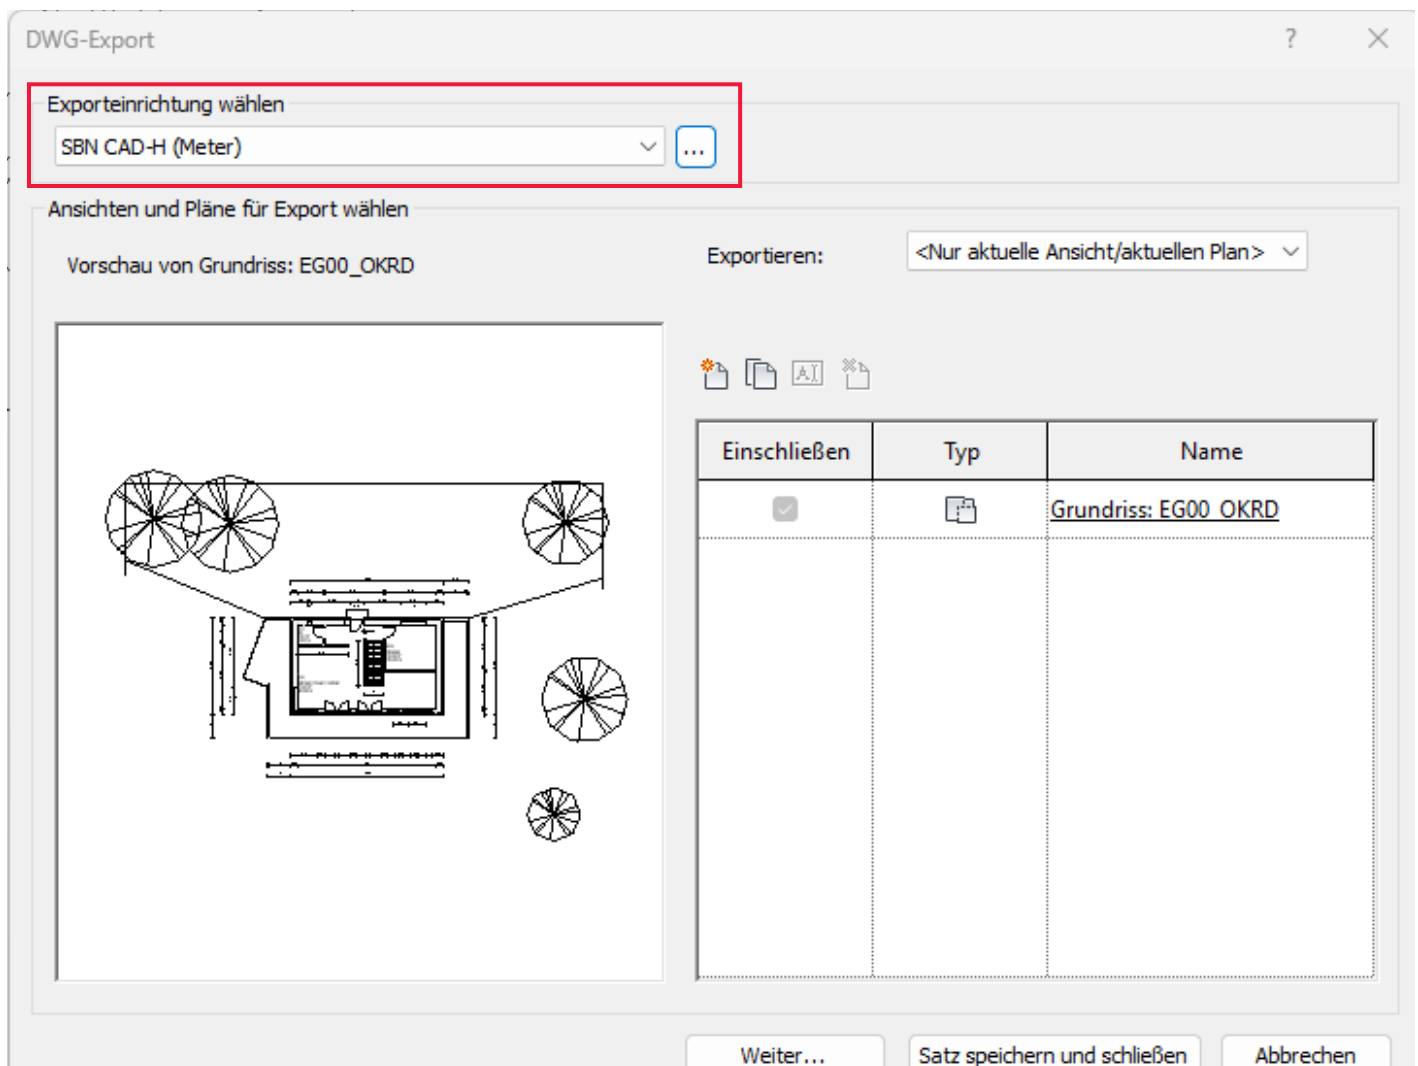 DWG-Export
Exporteinrichtung wählen
SBN CAD-H (Meter)
...
Ansichten und Pläne für Export wählen
Vorschau von Grundriss: EG00_OKRD
Exportieren:
<Nur aktuelle Ansicht/aktuellen Plan>
Einschließen
Typ
Name
Grundriss: EG00_OKRD
Weiter...
Satz speichern und schließen
Abbrechen